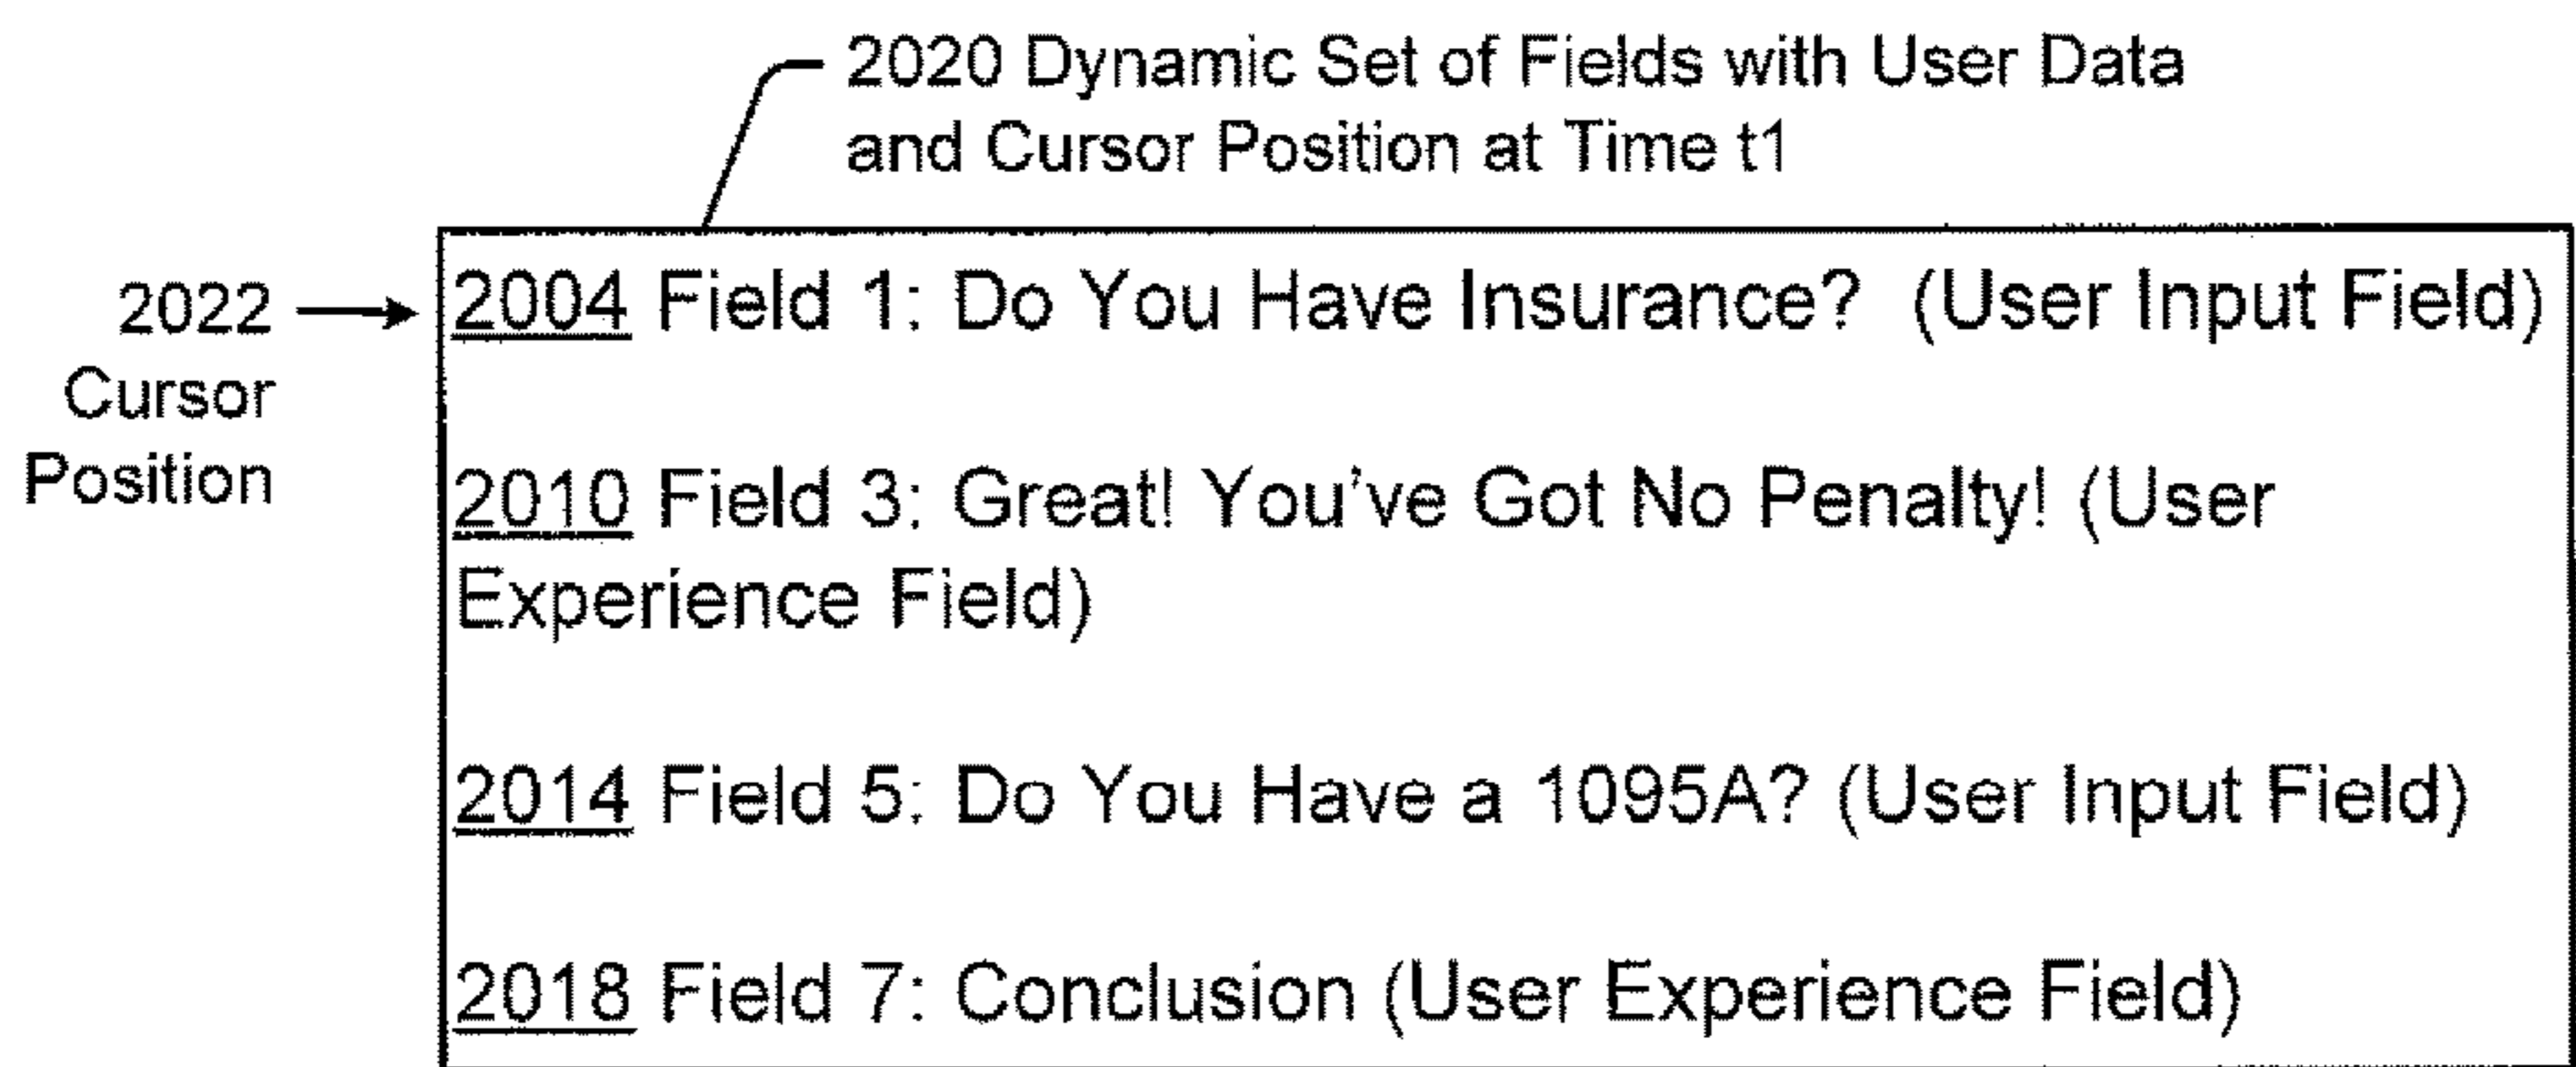 2020 Dynamic Set of Fields with User Data
and Cursor Position at Time t1
2022
Cursor
Position
2004 Field 1: Do You Have Insurance? (User Input Field)
2010 Field 3: Great! You've Got No Penalty! (User
Experience Field)
2014 Field 5: Do You Have a 1095A? (User Input Field)
2018 Field 7: Conclusion (User Experience Field)